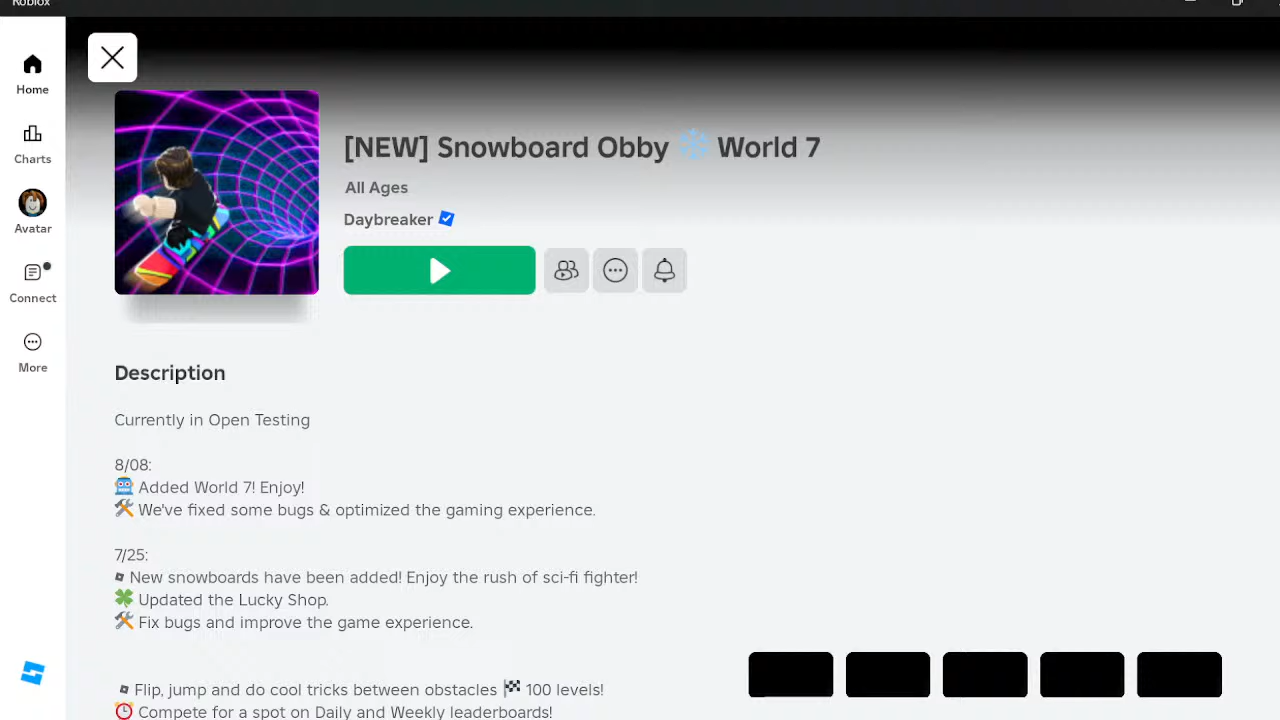 Roblox
Home
Charts
Avatar
Connect
More
[NEW] Snowboard Obby ❄️ World 7
All Ages
Daybreaker
Description
Currently in Open Testing
8/08:
🤖 Added World 7! Enjoy!
🛠️ We've fixed some bugs & optimized the gaming experience.
7/25:
New snowboards have been added! Enjoy the rush of sci-fi fighter!
🍀 Updated the Lucky Shop.
🛠️ Fix bugs and improve the game experience.
Flip, jump and do cool tricks between obstacles 🏁 100 levels!
⏰ Compete for a spot on Daily and Weekly leaderboards!